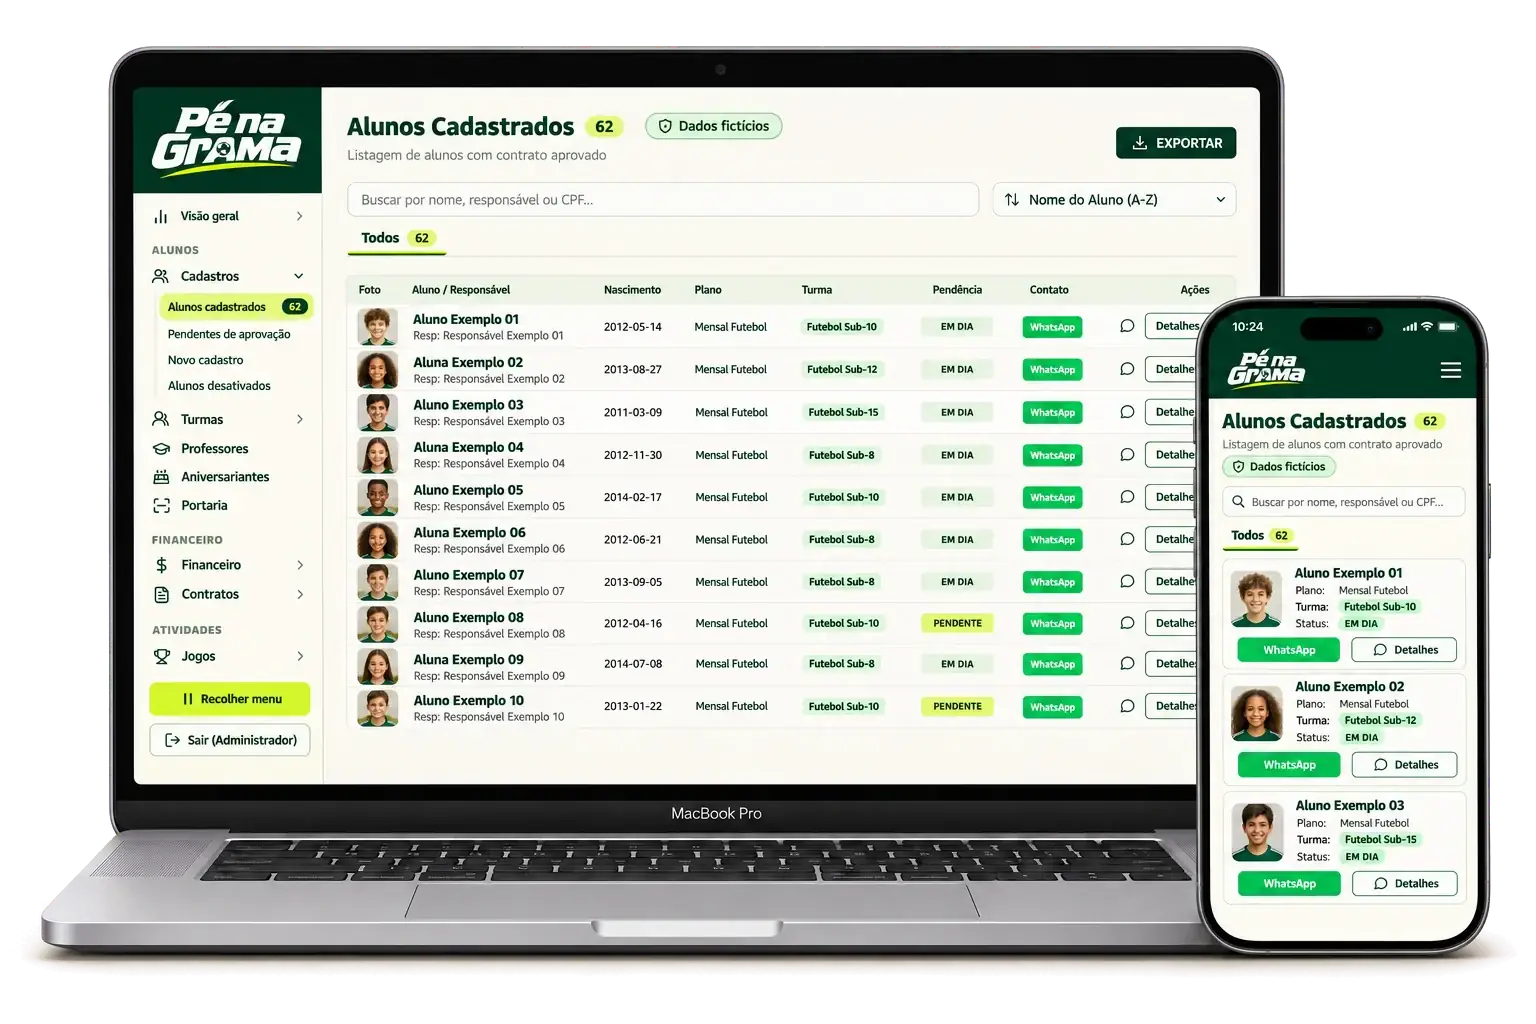 Pé na
GRAMA
Visão geral
ALUNOS
Cadastros
Alunos cadastrados 62
Pendentes de aprovação
Novo cadastro
Alunos desativados
Turmas
Professores
Aniversariantes
Portaria
FINANCEIRO
Financeiro
Contratos
ATIVIDADES
Jogos
Recolher menu
Sair (Administrador)
Alunos Cadastrados 62 Dados fictícios
Listagem de alunos com contrato aprovado
EXPORTAR
Buscar por nome, responsável ou CPF...
Nome do Aluno (A-Z)
Todos 62
Foto Aluno / Responsável Nascimento Plano Turma Pendência Contato Ações
Aluno Exemplo 01
Resp: Responsável Exemplo 01
2012-05-14 Mensal Futebol Futebol Sub-10 EM DIA WhatsApp Detalhes
Aluna Exemplo 02
Resp: Responsável Exemplo 02
2013-08-27 Mensal Futebol Futebol Sub-12 EM DIA WhatsApp Detalhe
Aluno Exemplo 03
Resp: Responsável Exemplo 03
2011-03-09 Mensal Futebol Futebol Sub-15 EM DIA WhatsApp Detalhe
Aluna Exemplo 04
Resp: Responsável Exemplo 04
2012-11-30 Mensal Futebol Futebol Sub-8 EM DIA WhatsApp Detalhe
Aluno Exemplo 05
Resp: Responsável Exemplo 05
2014-02-17 Mensal Futebol Futebol Sub-10 EM DIA WhatsApp Detalhe
Aluna Exemplo 06
Resp: Responsável Exemplo 06
2012-06-21 Mensal Futebol Futebol Sub-8 EM DIA WhatsApp Detalhe
Aluno Exemplo 07
Resp: Responsável Exemplo 07
2013-09-05 Mensal Futebol Futebol Sub-8 EM DIA WhatsApp Detalhe
Aluno Exemplo 08
Resp: Responsável Exemplo 08
2012-04-16 Mensal Futebol Futebol Sub-10 PENDENTE WhatsApp Detalhe
Aluna Exemplo 09
Resp: Responsável Exemplo 09
2014-07-08 Mensal Futebol Futebol Sub-8 EM DIA WhatsApp Detalhe
Aluno Exemplo 10
Resp: Responsável Exemplo 10
2013-01-22 Mensal Futebol Futebol Sub-10 PENDENTE WhatsApp Detalhe
MacBook Pro
10:24
Pé na
GRAMA
Alunos Cadastrados 62
Listagem de alunos com contrato aprovado
Dados fictícios
Buscar por nome, responsável ou CPF...
Todos 62
Aluno Exemplo 01
Plano: Mensal Futebol
Turma: Futebol Sub-10
Status: EM DIA
WhatsApp Detalhes
Aluno Exemplo 02
Plano: Mensal Futebol
Turma: Futebol Sub-12
Status: EM DIA
WhatsApp Detalhes
Aluno Exemplo 03
Plano: Mensal Futebol
Turma: Futebol Sub-15
Status: EM DIA
WhatsApp Detalhes